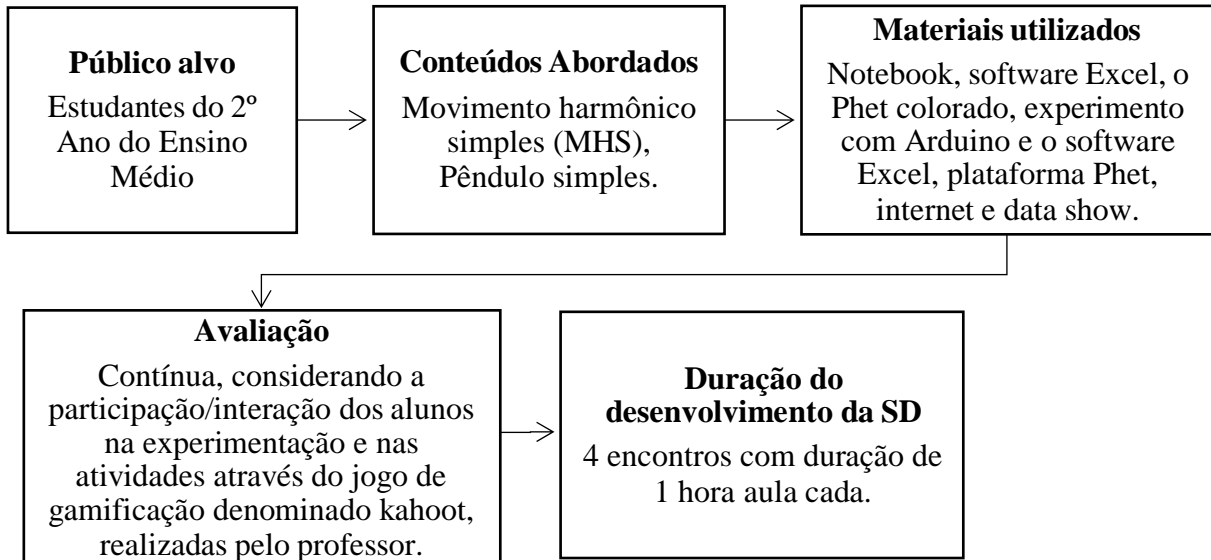 Público alvo
Estudantes do 2º
Ano do Ensino
Médio
Conteúdos Abordados
Movimento harmônico
simples (MHS),
Pêndulo simples.
Materiais utilizados
Notebook, software Excel, o
Phet colorado, experimento
com Arduino e o software
Excel, plataforma Phet,
internet e data show.
Avaliação
Contínua, considerando a
participação/interação dos alunos
na experimentação e nas
atividades através do jogo de
gamificação denominado kahoot,
realizadas pelo professor.
Duração do
desenvolvimento da SD
4 encontros com duração de
1 hora aula cada.